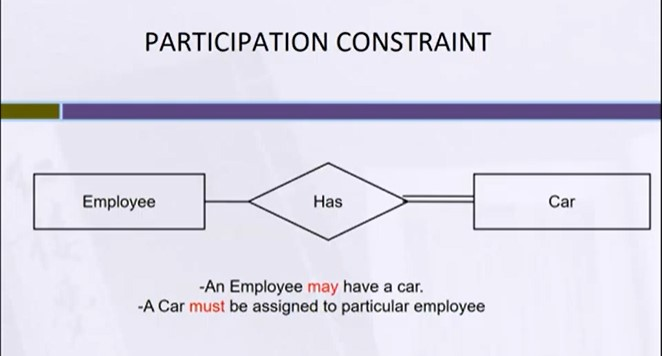 PARTICIPATION CONSTRAINT
Employee
Has
Car
-An Employee may have a car.
-A Car must be assigned to particular employee